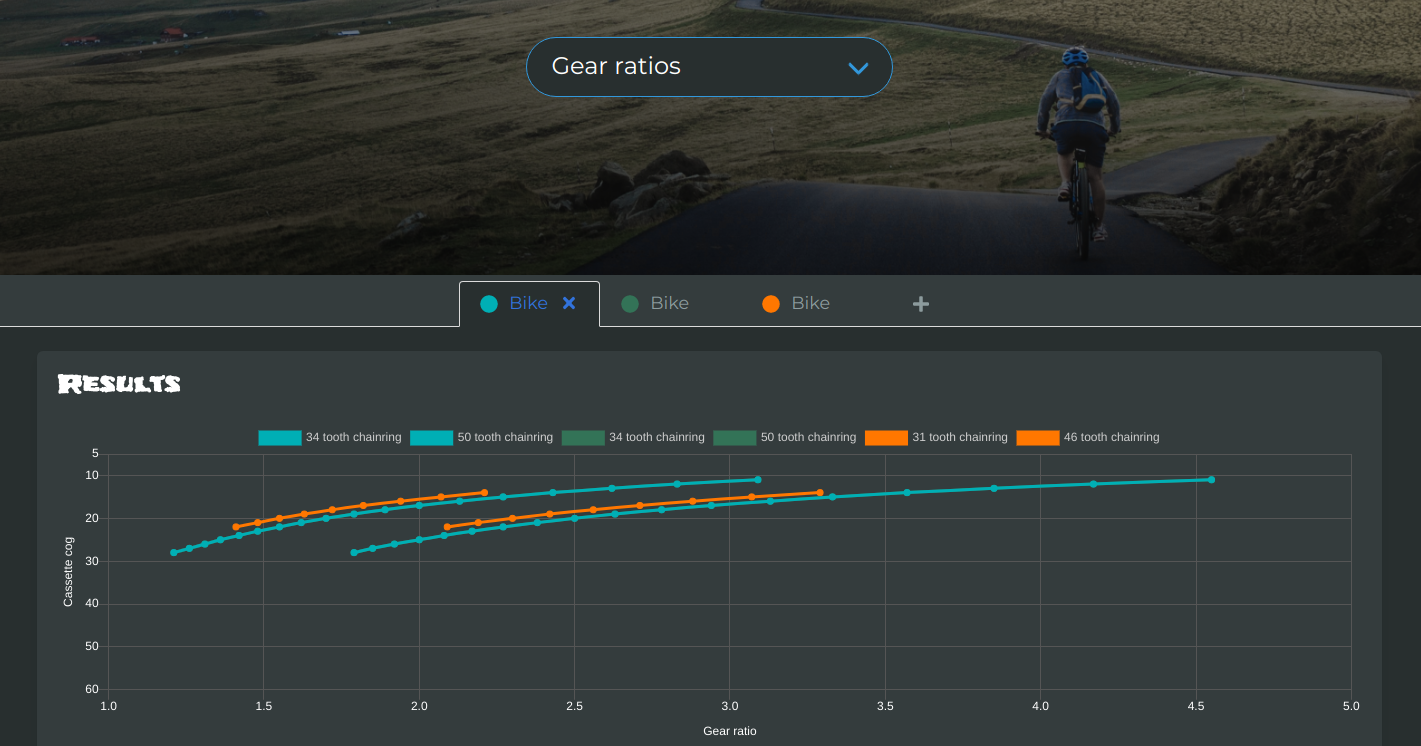 Gear ratios
Bike Bike Bike
Results
34 tooth chainring 50 tooth chainring 34 tooth chainring 50 tooth chainring 31 tooth chainring 46 tooth chainring
5
10
20
30
40
50
60
Cassette cog
1.0 1.5 2.0 2.5 3.0 3.5 4.0 4.5 5.0
Gear ratio